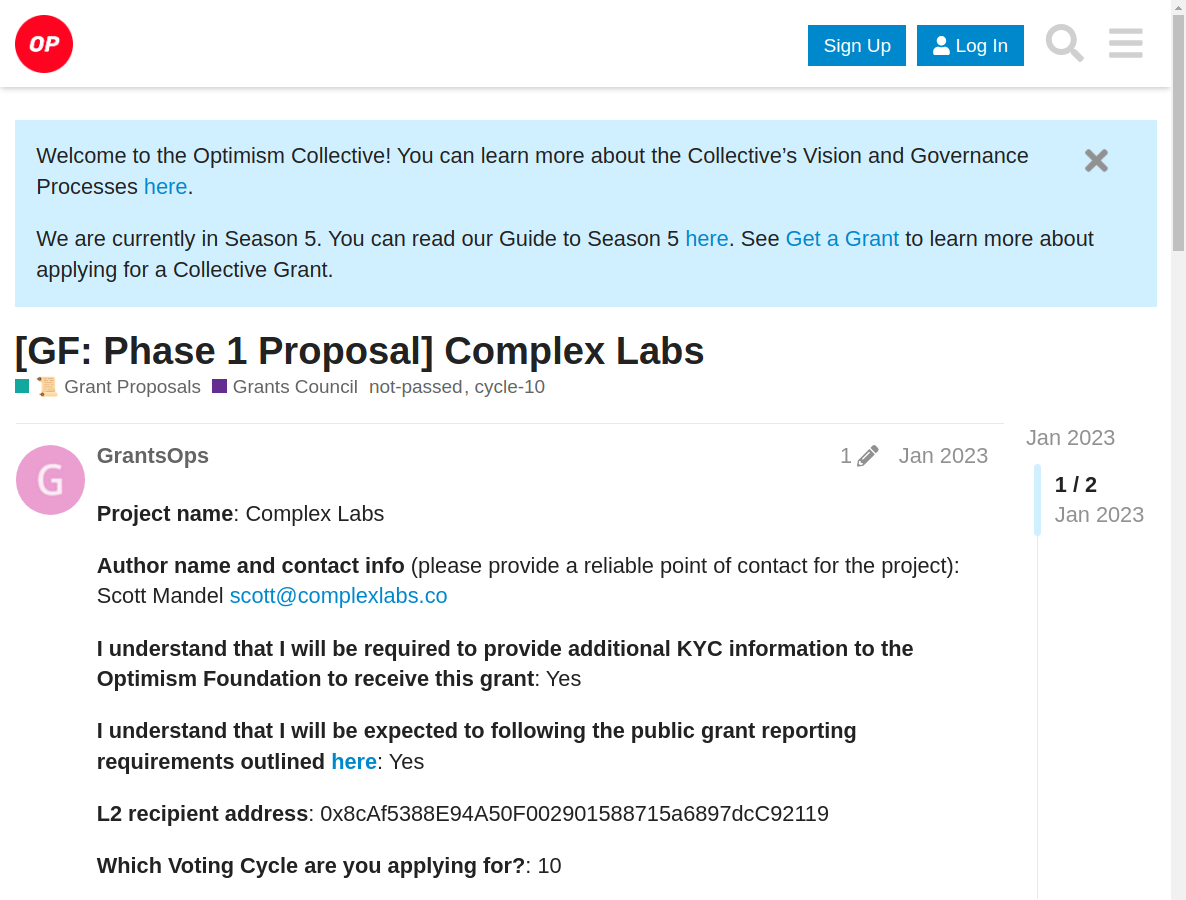 OP
Sign Up
Log In
Welcome to the Optimism Collective! You can learn more about the Collective’s Vision and Governance
Processes here.
We are currently in Season 5. You can read our Guide to Season 5 here. See Get a Grant to learn more about
applying for a Collective Grant.
[GF: Phase 1 Proposal] Complex Labs
📜 Grant Proposals Grants Council not-passed, cycle-10
G
GrantsOps 1 Jan 2023
Project name: Complex Labs
Author name and contact info (please provide a reliable point of contact for the project):
Scott Mandel scott@complexlabs.co
I understand that I will be required to provide additional KYC information to the
Optimism Foundation to receive this grant: Yes
I understand that I will be expected to following the public grant reporting
requirements outlined here: Yes
L2 recipient address: 0x8cAf5388E94A50F002901588715a6897dcC92119
Which Voting Cycle are you applying for?: 10
Jan 2023
1 / 2
Jan 2023